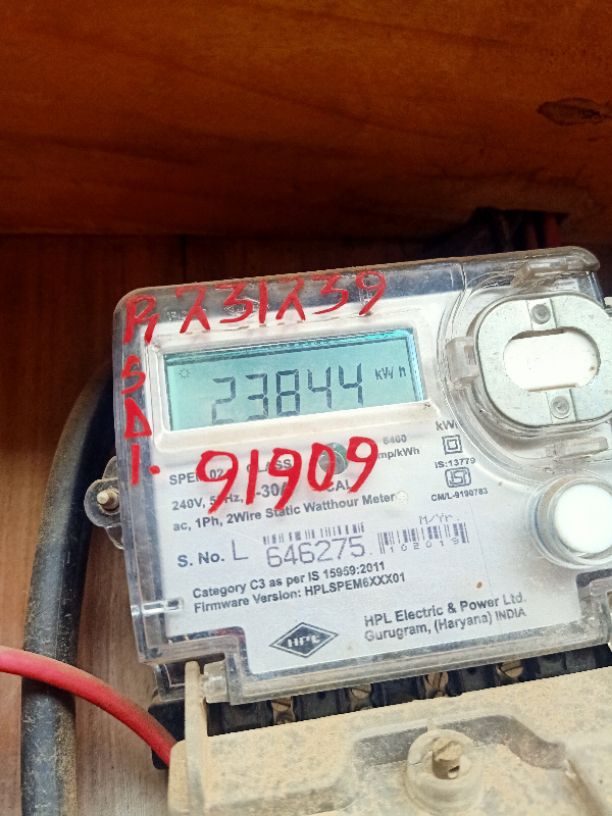 231239
23844 kWh
S
D
91909
6400
imp/kWh
240V,
ac, 1Ph, 2Wire Static Watthour Meter
S. No. L 646275
M/Yr.
102019
Category C3 as per IS 15959:2011
Firmware Version: HPLSPEM6XXX01
HPL
HPL Electric & Power Ltd.
Gurugram, (Haryana) INDIA
IS:13779
CM/L-9190783